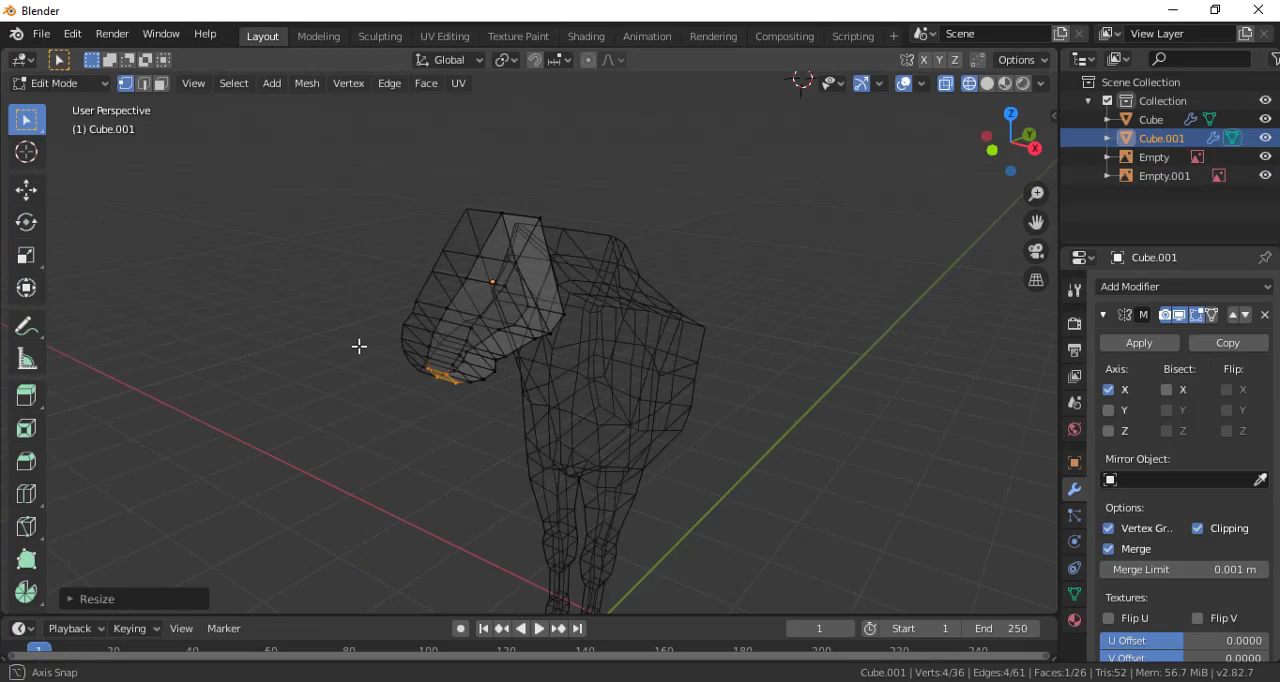 Blender
File Edit Render Window Help Layout Modeling Sculpting UV Editing Texture Paint Shading Animation Rendering Compositing Scripting + Scene View Layer
Global X Y Z Options
Edit Mode View Select Add Mesh Vertex Edge Face UV
User Perspective
(1) Cube.001
Z
Y
X
Scene Collection
Collection
Cube
Cube.001
Empty
Empty.001
Cube.001
Add Modifier
M
Apply Copy
Axis: Bisect: Flip:
X X X
Y Y Y
Z Z Z
Mirror Object:
Options:
Vertex Gr.. Clipping
Merge
Merge Limit 0.001 m
Textures:
Flip U Flip V
U Offset 0.0000
V Offset 0.0000
Resize
Playback Keying View Marker 1 Start 1 End 250
1 20 40 60 80 100 120 140 160 180 200 220 240
Axis Snap
Cube.001 | Verts:4/36 | Edges:4/61 | Faces:1/26 | Tris:52 | Mem: 56.7 MiB | v2.82.7